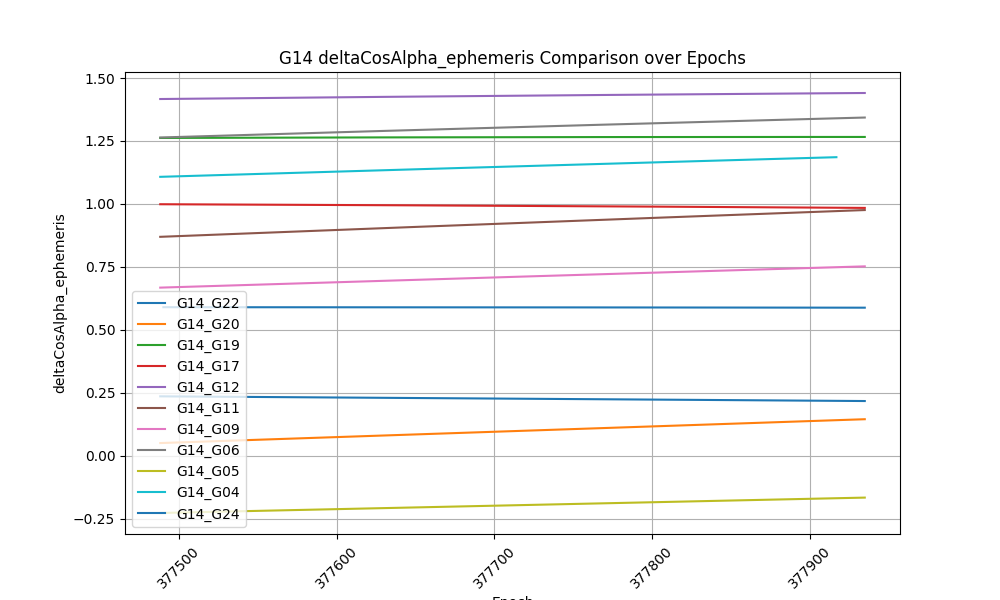 G14 deltaCosAlpha_ephemeris Comparison over Epochs
deltaCosAlpha_ephemeris
1.50
1.25
1.00
0.75
0.50
0.25
0.00
−0.25
G14_G22
G14_G20
G14_G19
G14_G17
G14_G12
G14_G11
G14_G09
G14_G06
G14_G05
G14_G04
G14_G24
377500
377600
377700
377800
377900
Epoch